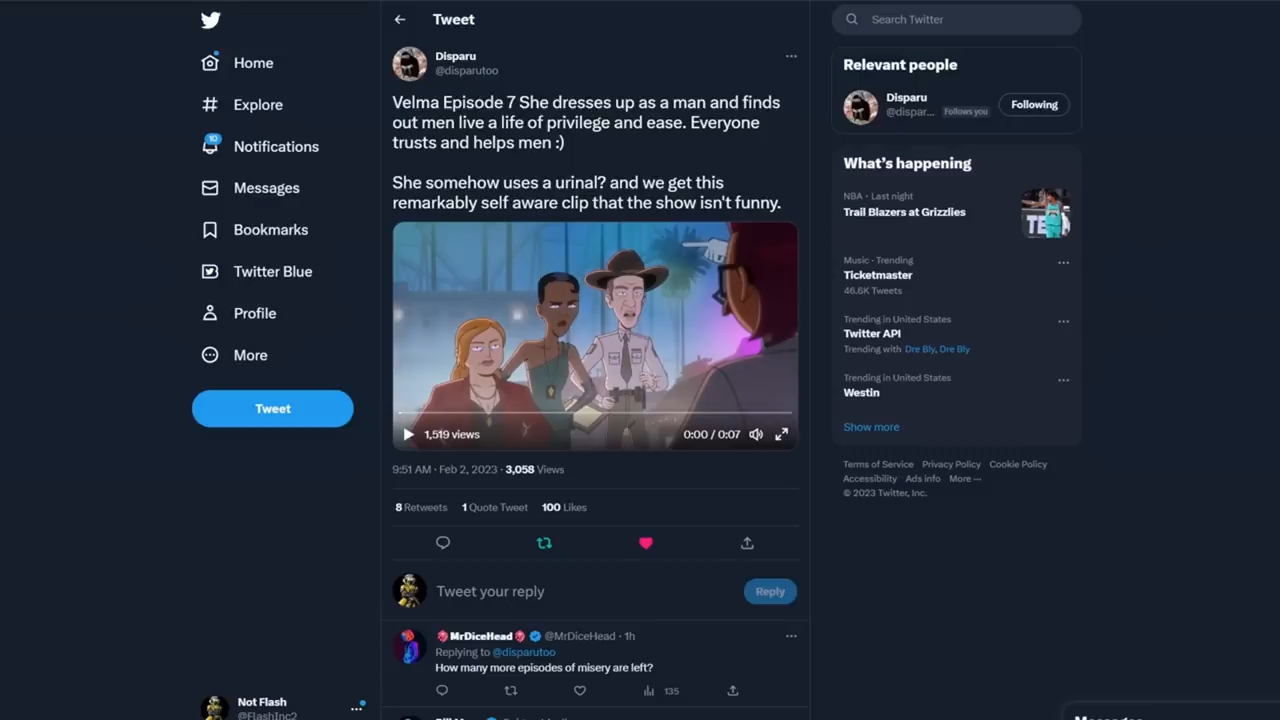 Tweet
Search Twitter
Home
Explore
10
Notifications
Messages
Bookmarks
Twitter Blue
Profile
More
Tweet
Not Flash
@FlashInc2
Disparu
@disparutoo
Velma Episode 7 She dresses up as a man and finds
out men live a life of privilege and ease. Everyone
trusts and helps men :)
She somehow uses a urinal? and we get this
remarkably self aware clip that the show isn't funny.
1,519 views
0:00 / 0:07
9:51 AM · Feb 2, 2023 · 3,058 Views
8 Retweets 1 Quote Tweet 100 Likes
Tweet your reply
Reply
MrDiceHead @MrDiceHead · 1h
Replying to @disparutoo
How many more episodes of misery are left?
135
Relevant people
Disparu
@dispar... Follows you
Following
What's happening
NBA · Last night
Trail Blazers at Grizzlies
Music · Trending
Ticketmaster
46.6K Tweets
Trending in United States
Twitter API
Trending with Dre Bly, Dre Bly
Trending in United States
Westin
Show more
Terms of Service Privacy Policy Cookie Policy
Accessibility Ads info More ···
© 2023 Twitter, Inc.
Messages